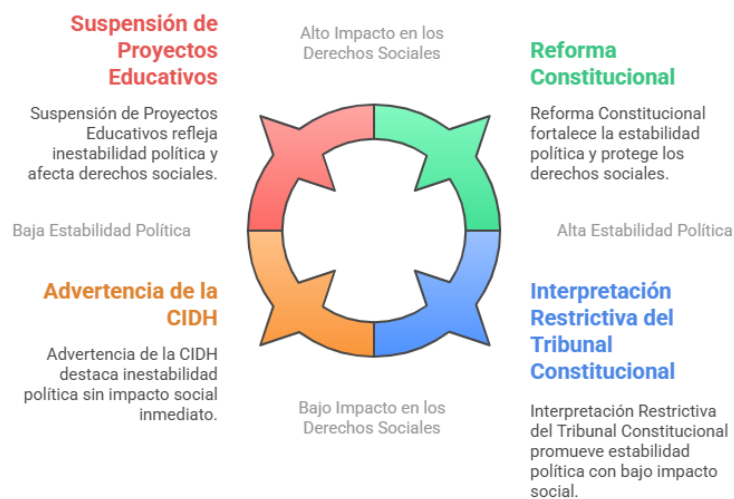 Suspensión de
Proyectos
Educativos
Suspensión de Proyectos
Educativos refleja
inestabilidad política y
afecta derechos sociales.
Alto Impacto en los
Derechos Sociales
Reforma
Constitucional
Reforma Constitucional
fortalece la estabilidad
política y protege los
derechos sociales.
Baja Estabilidad Política
Alta Estabilidad Política
Advertencia de la
CIDH
Advertencia de la CIDH
destaca inestabilidad
política sin impacto social
inmediato.
Bajo Impacto en los
Derechos Sociales
Interpretación
Restrictiva del
Tribunal
Constitucional
Interpretación Restrictiva
del Tribunal Constitucional
promueve estabilidad
política con bajo impacto
social.